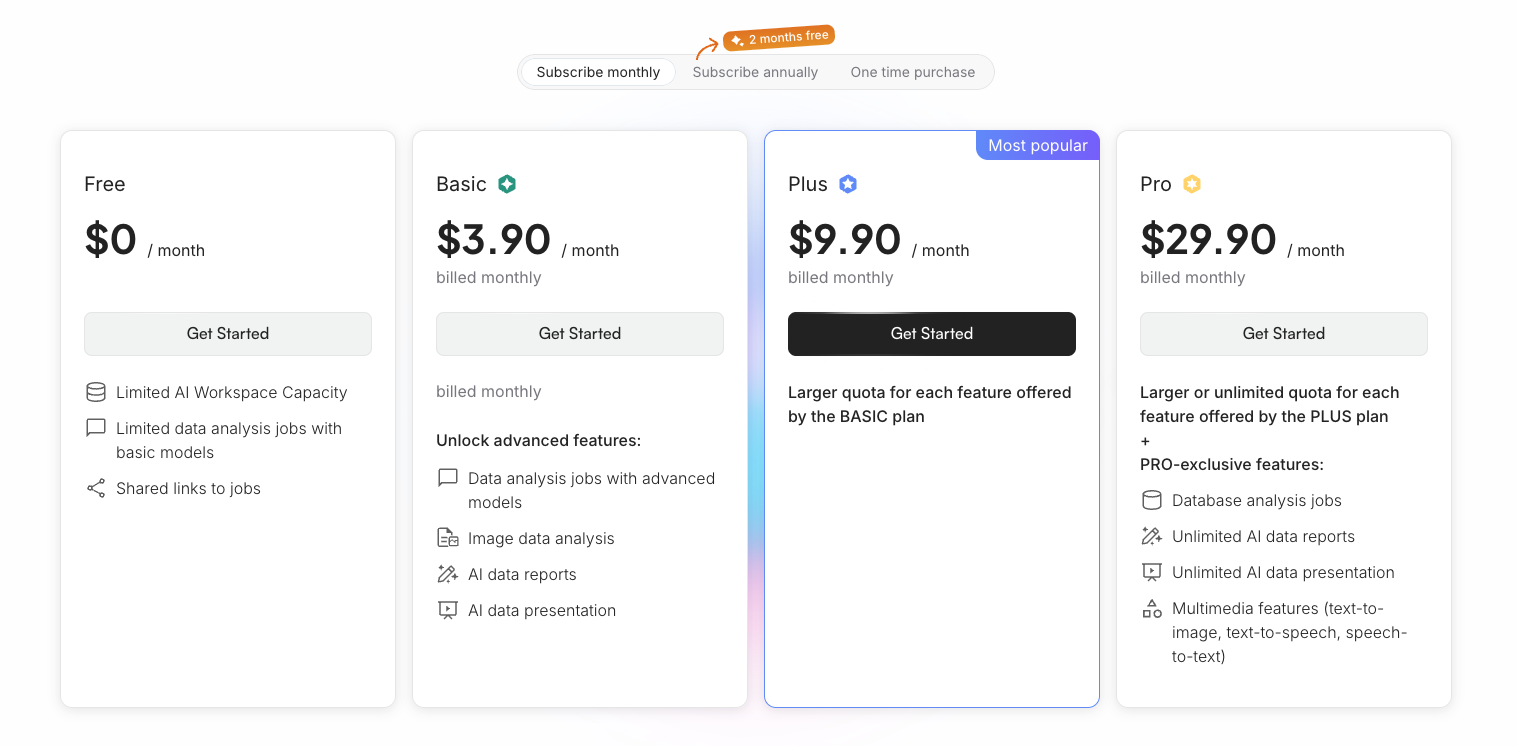 2 months free
Subscribe monthly
Subscribe annually
One time purchase
Free
$0 / month
Get Started
Limited AI Workspace Capacity
Limited data analysis jobs with
basic models
Shared links to jobs
Basic
$3.90 / month
billed monthly
Get Started
billed monthly
Unlock advanced features:
Data analysis jobs with advanced
models
Image data analysis
AI data reports
AI data presentation
Most popular
Plus
$9.90 / month
billed monthly
Get Started
Larger quota for each feature offered
by the BASIC plan
Pro
$29.90 / month
billed monthly
Get Started
Larger or unlimited quota for each
feature offered by the PLUS plan
+
PRO-exclusive features:
Database analysis jobs
Unlimited AI data reports
Unlimited AI data presentation
Multimedia features (text-to-
image, text-to-speech, speech-
to-text)